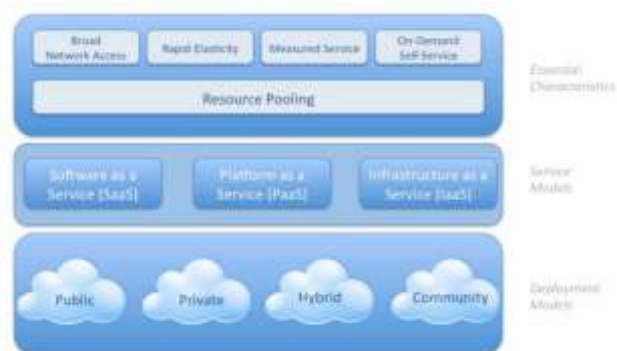 Broad
Network Access
Rapid Elasticity
Measured Service
On-Demand
Self-Service
Resource Pooling
Essential
Characteristics
Software as a
Service [SaaS]
Platform as a
Service [PaaS]
Infrastructure as a
Service [IaaS]
Service
Models
Public
Private
Hybrid
Community
Deployment
Models